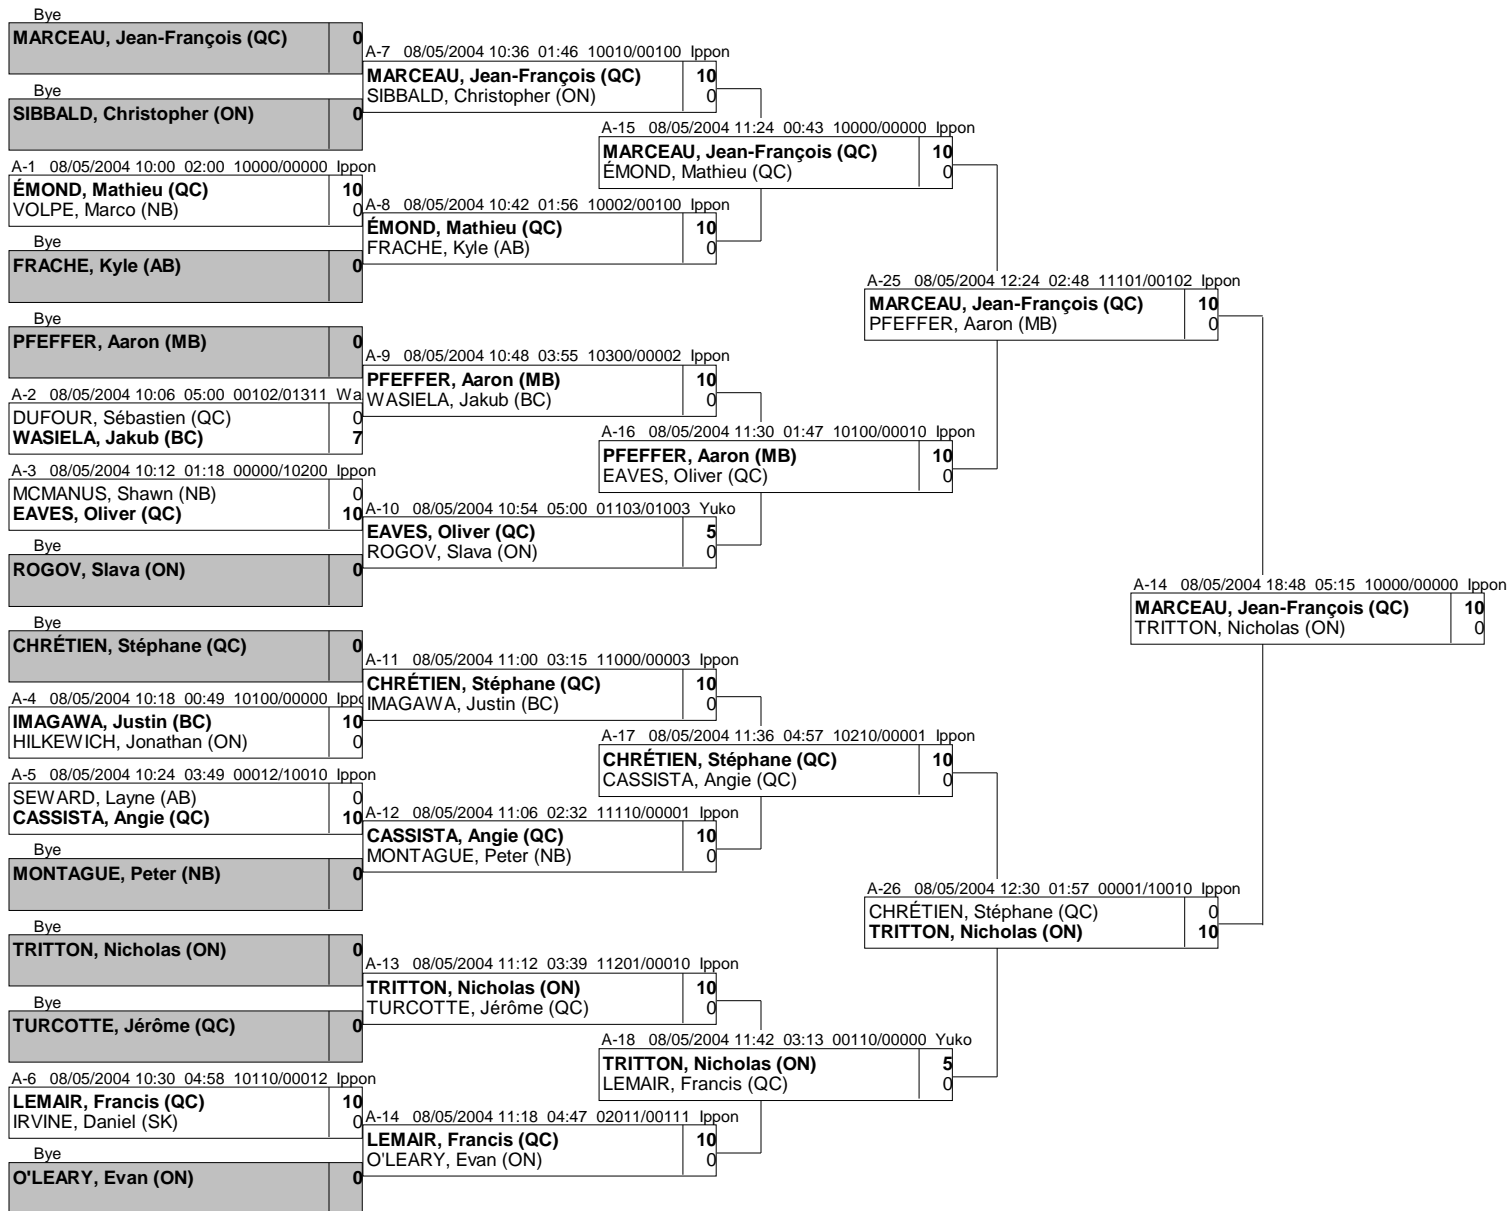 Bye
MARCEAU, Jean-François (QC) 0
Bye
SIBBALD, Christopher (ON) 0
A-1 08/05/2004 10:00 02:00 10000/00000 Ippon
ÉMOND, Mathieu (QC) 10
VOLPE, Marco (NB) 0
Bye
FRACHE, Kyle (AB) 0
Bye
PFEFFER, Aaron (MB) 0
A-2 08/05/2004 10:06 05:00 00102/01311 Wa
DUFOUR, Sébastien (QC) 0
WASIELA, Jakub (BC) 7
A-3 08/05/2004 10:12 01:18 00000/10200 Ippon
MCMANUS, Shawn (NB) 0
EAVES, Oliver (QC) 10
Bye
ROGOV, Slava (ON) 0
Bye
CHRÉTIEN, Stéphane (QC) 0
A-4 08/05/2004 10:18 00:49 10100/00000 Ippo
IMAGAWA, Justin (BC) 10
HILKEWICH, Jonathan (ON) 0
A-5 08/05/2004 10:24 03:49 00012/10010 Ippon
SEWARD, Layne (AB) 0
CASSISTA, Angie (QC) 10
Bye
MONTAGUE, Peter (NB) 0
Bye
TRITTON, Nicholas (ON) 0
Bye
TURCOTTE, Jérôme (QC) 0
A-6 08/05/2004 10:30 04:58 10110/00012 Ippon
LEMAIR, Francis (QC) 10
IRVINE, Daniel (SK) 0
Bye
O'LEARY, Evan (ON) 0
A-7 08/05/2004 10:36 01:46 10010/00100 Ippon
MARCEAU, Jean-François (QC) 10
SIBBALD, Christopher (ON) 0
A-8 08/05/2004 10:42 01:56 10002/00100 Ippon
ÉMOND, Mathieu (QC) 10
FRACHE, Kyle (AB) 0
A-9 08/05/2004 10:48 03:55 10300/00002 Ippon
PFEFFER, Aaron (MB) 10
WASIELA, Jakub (BC) 0
A-10 08/05/2004 10:54 05:00 01103/01003 Yuko
EAVES, Oliver (QC) 5
ROGOV, Slava (ON) 0
A-11 08/05/2004 11:00 03:15 11000/00003 Ippon
CHRÉTIEN, Stéphane (QC) 10
IMAGAWA, Justin (BC) 0
A-12 08/05/2004 11:06 02:32 11110/00001 Ippon
CASSISTA, Angie (QC) 10
MONTAGUE, Peter (NB) 0
A-13 08/05/2004 11:12 03:39 11201/00010 Ippon
TRITTON, Nicholas (ON) 10
TURCOTTE, Jérôme (QC) 0
A-14 08/05/2004 11:18 04:47 02011/00111 Ippon
LEMAIR, Francis (QC) 10
O'LEARY, Evan (ON) 0
A-15 08/05/2004 11:24 00:43 10000/00000 Ippon
MARCEAU, Jean-François (QC) 10
ÉMOND, Mathieu (QC) 0
A-16 08/05/2004 11:30 01:47 10100/00010 Ippon
PFEFFER, Aaron (MB) 10
EAVES, Oliver (QC) 0
A-17 08/05/2004 11:36 04:57 10210/00001 Ippon
CHRÉTIEN, Stéphane (QC) 10
CASSISTA, Angie (QC) 0
A-18 08/05/2004 11:42 03:13 00110/00000 Yuko
TRITTON, Nicholas (ON) 5
LEMAIR, Francis (QC) 0
A-25 08/05/2004 12:24 02:48 11101/00102 Ippon
MARCEAU, Jean-François (QC) 10
PFEFFER, Aaron (MB) 0
A-26 08/05/2004 12:30 01:57 00001/10010 Ippon
CHRÉTIEN, Stéphane (QC) 0
TRITTON, Nicholas (ON) 10
A-14 08/05/2004 18:48 05:15 10000/00000 Ippon
MARCEAU, Jean-François (QC) 10
TRITTON, Nicholas (ON) 0